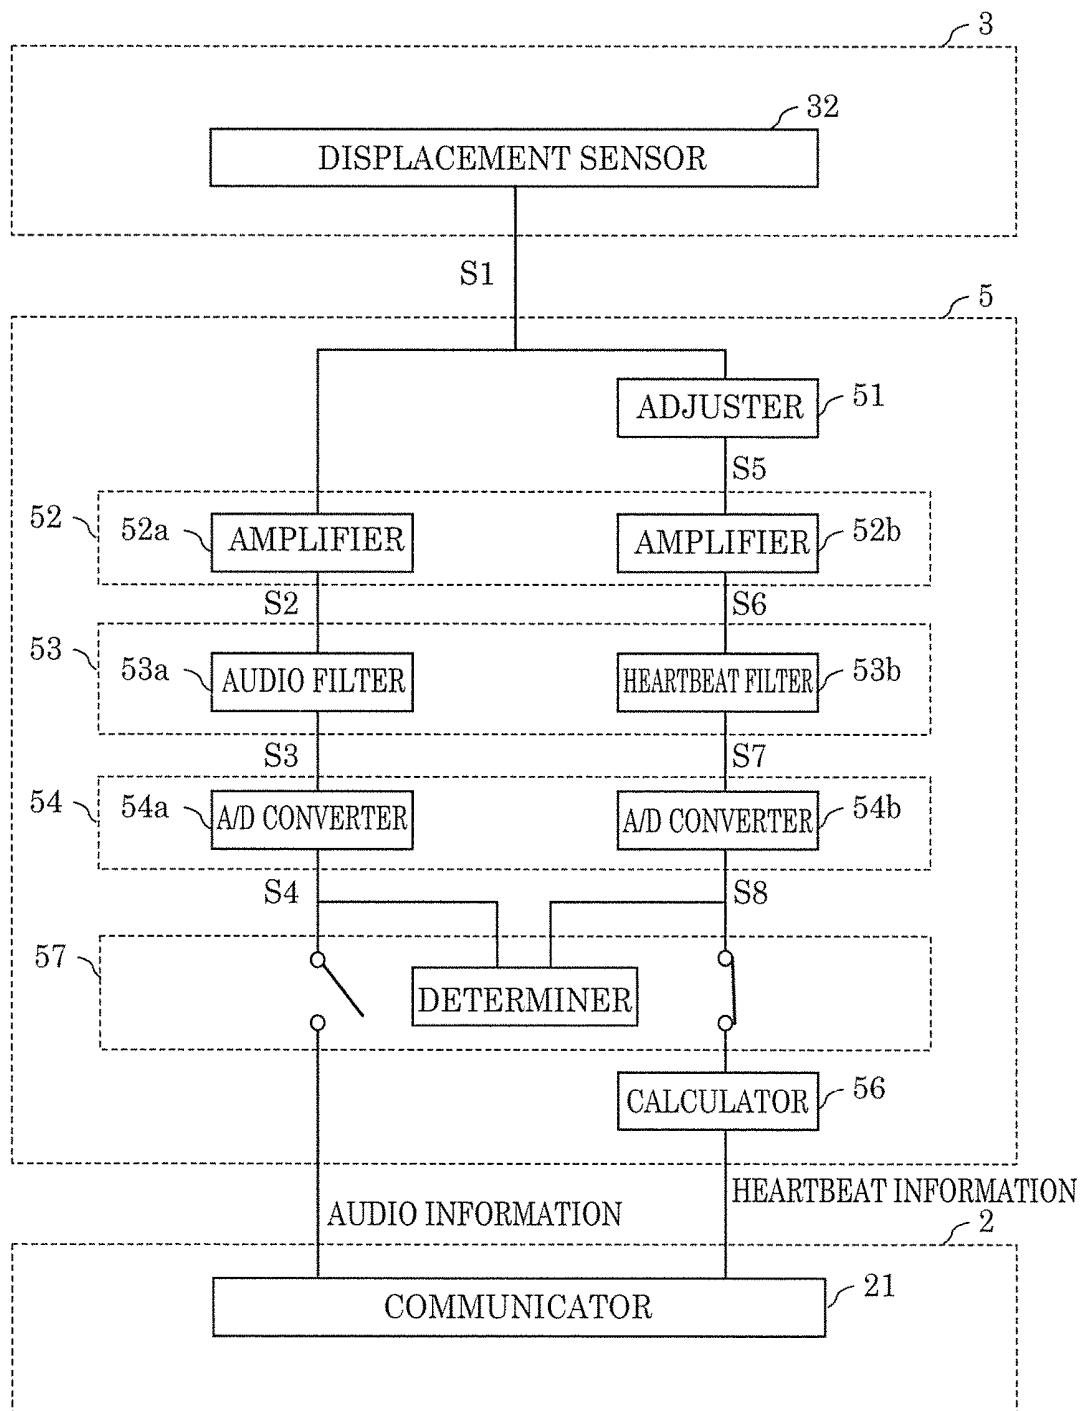 3
32
DISPLACEMENT SENSOR
S1
5
ADJUSTER 51
S5
52
52a AMPLIFIER AMPLIFIER 52b
S2 S6
53
53a AUDIO FILTER HEARTBEAT FILTER 53b
S3 S7
54 54a A/D CONVERTER A/D CONVERTER 54b
S4 S8
57
DETERMINER
CALCULATOR 56
HEARTBEAT INFORMATION
AUDIO INFORMATION
2
COMMUNICATOR 21